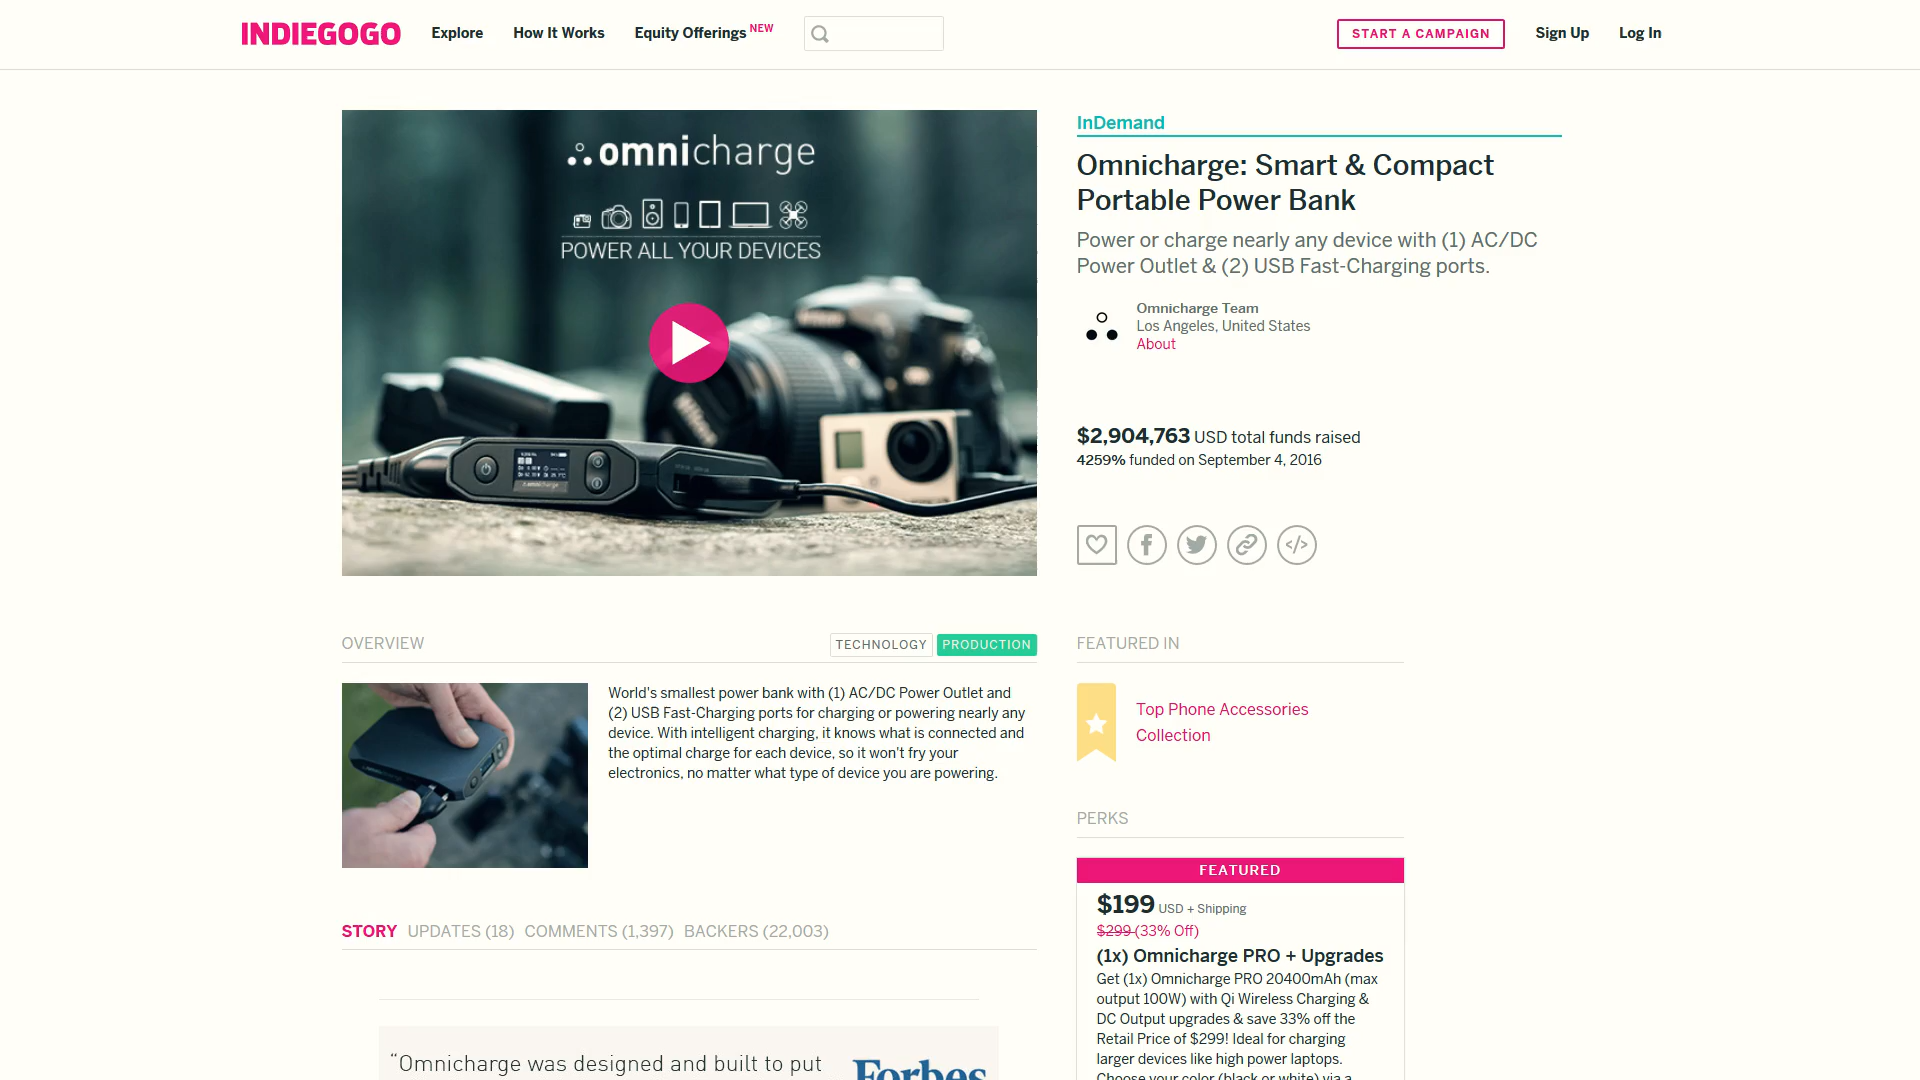 INDIEGOGO
Explore
How It Works
Equity Offerings NEW
START A CAMPAIGN
Sign Up
Log In
omnicharge
POWER ALL YOUR DEVICES
InDemand
Omnicharge: Smart & Compact
Portable Power Bank
Power or charge nearly any device with (1) AC/DC
Power Outlet & (2) USB Fast-Charging ports.
Omnicharge Team
Los Angeles, United States
About
$2,904,763 USD total funds raised
4259% funded on September 4, 2016
OVERVIEW
TECHNOLOGY
PRODUCTION
World's smallest power bank with (1) AC/DC Power Outlet and
(2) USB Fast-Charging ports for charging or powering nearly any
device. With intelligent charging, it knows what is connected and
the optimal charge for each device, so it won't fry your
electronics, no matter what type of device you are powering.
STORY UPDATES (18) COMMENTS (1,397) BACKERS (22,003)
“Omnicharge was designed and built to put
Forbes
FEATURED IN
Top Phone Accessories
Collection
PERKS
FEATURED
$199 USD + Shipping
$299 (33% Off)
(1x) Omnicharge PRO + Upgrades
Get (1x) Omnicharge PRO 20400mAh (max
output 100W) with Qi Wireless Charging &
DC Output upgrades & save 33% off the
Retail Price of $299! Ideal for charging
larger devices like high power laptops.
Choose your color (black or white) via a